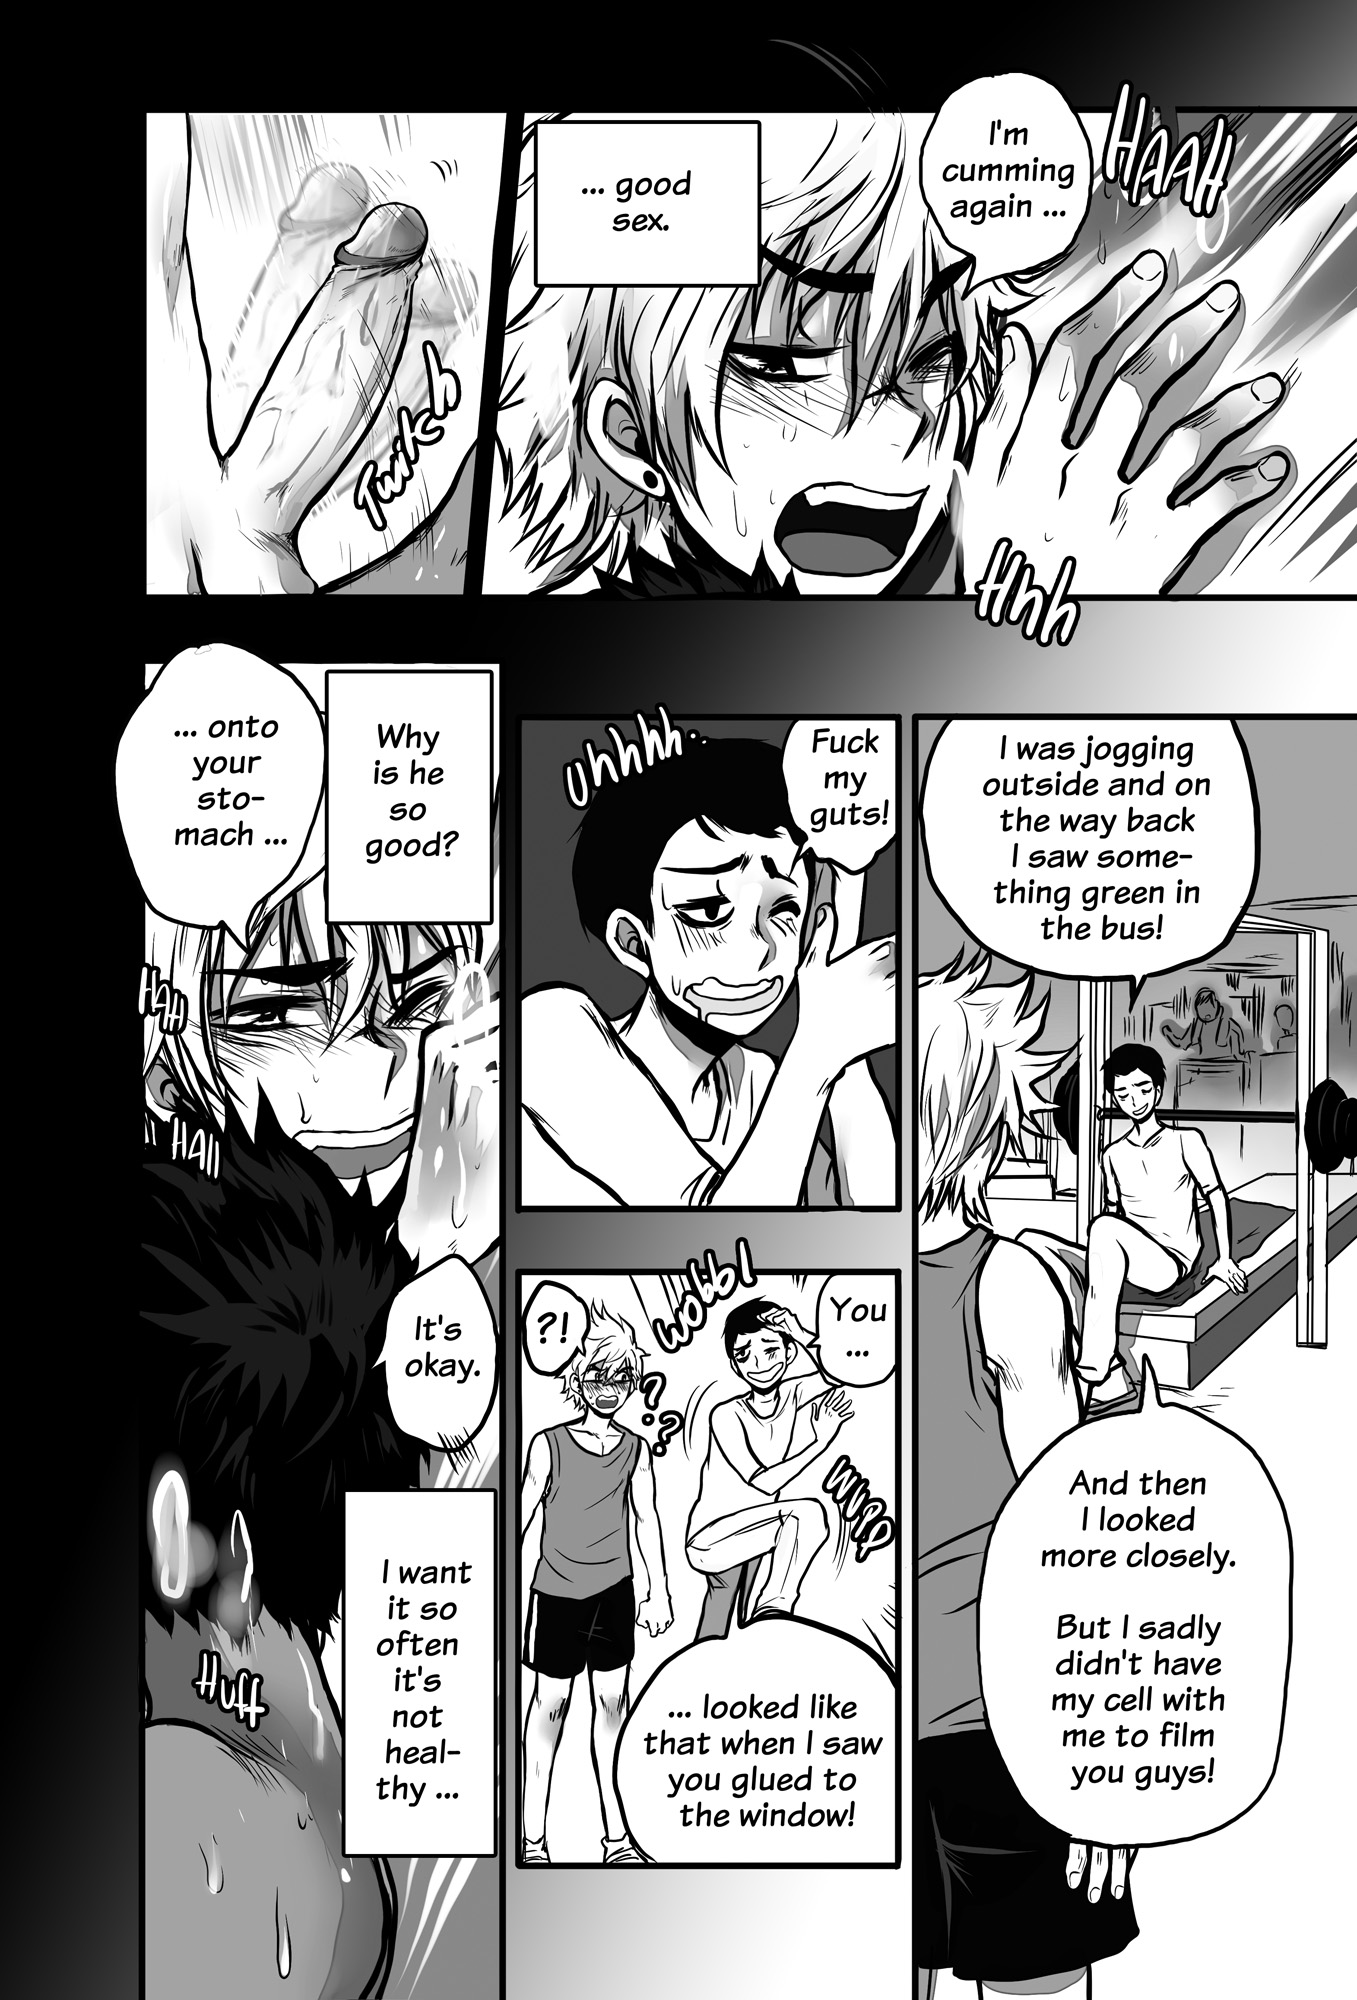 ... good
sex.
I'm
cumming
again ...
HAAH
Twitch
Hhh
... onto
your
sto-
mach ...
Why
is he
so
good?
HAH
HAH
It's
okay.
Huff
I want
it so
often
it's
not
heal-
thy ...
uhhhh..
Fuck
my
guts!
I was jogging
outside and on
the way back
I saw some-
thing green in
the bus!
?!
??
wobbl
You
...
wipp
... looked like
that when I saw
you glued to
the window!
And then
I looked
more closely.
But I sadly
didn't have
my cell with
me to film
you guys!